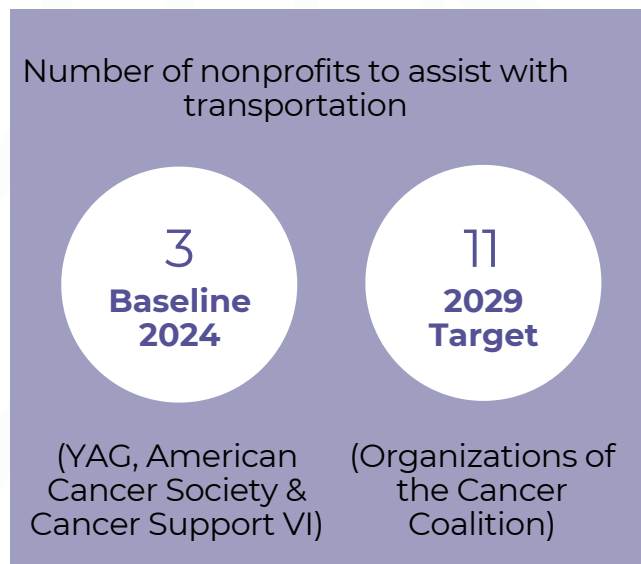 Number of nonprofits to assist with
transportation
3
Baseline
2024
11
2029
Target
(YAG, American
Cancer Society &
Cancer Support VI)
(Organizations of
the Cancer
Coalition)